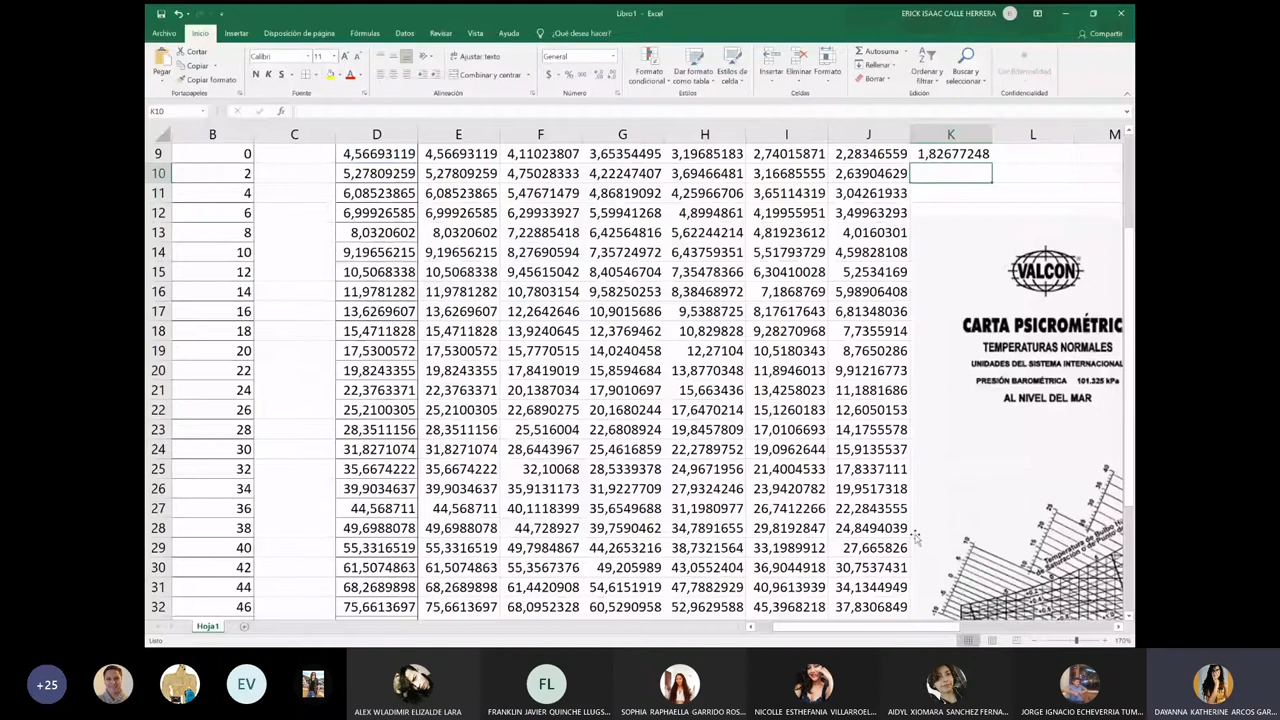 Libro1 - Excel
ERICK ISAAC CALLE HERRERA
Archivo Inicio Insertar Disposición de página Fórmulas Datos Revisar Vista Ayuda ¿Qué desea hacer? Compartir
Pegar
Cortar
Copiar
Copiar formato
Portapapeles
Calibri 11
N K S
Fuente
Ajustar texto
Combinar y centrar
Alineación
General
Número
Formato condicional
Dar formato como tabla
Estilos de celda
Estilos
Insertar Eliminar Formato
Celdas
Autosuma
Rellenar
Borrar
Ordenar y filtrar
Buscar y seleccionar
Edición
Confidencialidad
Confidencialidad
K10
B C D E F G H I J K L M
9 0 4,56693119 4,56693119 4,11023807 3,65354495 3,19685183 2,74015871 2,28346559 1,82677248
10 2 5,27809259 5,27809259 4,75028333 4,22247407 3,69466481 3,16685555 2,63904629
11 4 6,08523865 6,08523865 5,47671479 4,86819092 4,25966706 3,65114319 3,04261933
12 6 6,99926585 6,99926585 6,29933927 5,59941268 4,8994861 4,19955951 3,49963293
13 8 8,0320602 8,0320602 7,22885418 6,42564816 5,62244214 4,81923612 4,0160301
14 10 9,19656215 9,19656215 8,27690594 7,35724972 6,43759351 5,51793729 4,59828108
15 12 10,5068338 10,5068338 9,45615042 8,40546704 7,35478366 6,30410028 5,2534169
16 14 11,9781282 11,9781282 10,7803154 9,58250253 8,38468972 7,1868769 5,98906408
17 16 13,6269607 13,6269607 12,2642646 10,9015686 9,5388725 8,17617643 6,81348036
18 18 15,4711828 15,4711828 13,9240645 12,3769462 10,829828 9,28270968 7,7355914
19 20 17,5300572 17,5300572 15,7770515 14,0240458 12,27104 10,5180343 8,7650286
20 22 19,8243352 19,8243355 17,8419019 15,8594684 13,8770348 11,8946013 9,91216773
21 24 22,3763371 22,3763371 20,1387034 17,9010697 15,663436 13,4258023 11,1881686
22 26 25,2100305 25,2100305 22,6890275 20,1680244 17,6470214 15,1260183 12,6050153
23 28 28,3511156 28,3511156 25,516004 22,6808924 19,8457809 17,0106693 14,1755578
24 30 31,8271074 31,8271074 28,6443967 25,4616859 22,2789752 19,0962644 15,9135537
25 32 35,6674222 35,6674222 32,10068 28,5339378 24,9671956 21,4004533 17,8337111
26 34 39,9034637 39,9034637 35,9131173 31,9227709 27,9324246 23,9420782 19,9517318
27 36 44,568711 44,568711 40,1118399 35,6549688 31,1980977 26,7412266 22,2843555
28 38 49,6988078 49,6988078 44,728927 39,7590462 34,7891655 29,8192847 24,8494039
29 40 55,3316519 55,3316519 49,7984867 44,2653216 38,7321564 33,1989912 27,665826
30 42 61,5074863 61,5074863 55,3567376 49,205989 43,0552404 36,9044918 30,7537431
31 44 68,2689898 68,2689898 61,4420908 54,6151919 47,7882929 40,9613939 34,1344949
32 46 75,6613697 75,6613697 68,0952328 60,5290958 52,9629588 45,3968218 37,8306849
VALCON
CARTA PSICROMÉTRIC
TEMPERATURAS NORMALES
UNIDADES DEL SISTEMA INTERNACIONAL
PRESIÓN BAROMÉTRICA 101.325 kPa
AL NIVEL DEL MAR
Hoja1
Listo
170%
+25
EV
FL
ALEX WLADIMIR ELIZALDE LARA
FRANKLIN JAVIER QUINCHE LLUGS...
SOPHIA RAPHAELLA GARRIDO ROS...
NICOLLE ESTHEFANIA VILLARROEL...
AIDYL XIOMARA SANCHEZ FERNA...
JORGE IGNACIO ECHEVERRIA TUM...
DAYANNA KATHERINE ARCOS GAR...